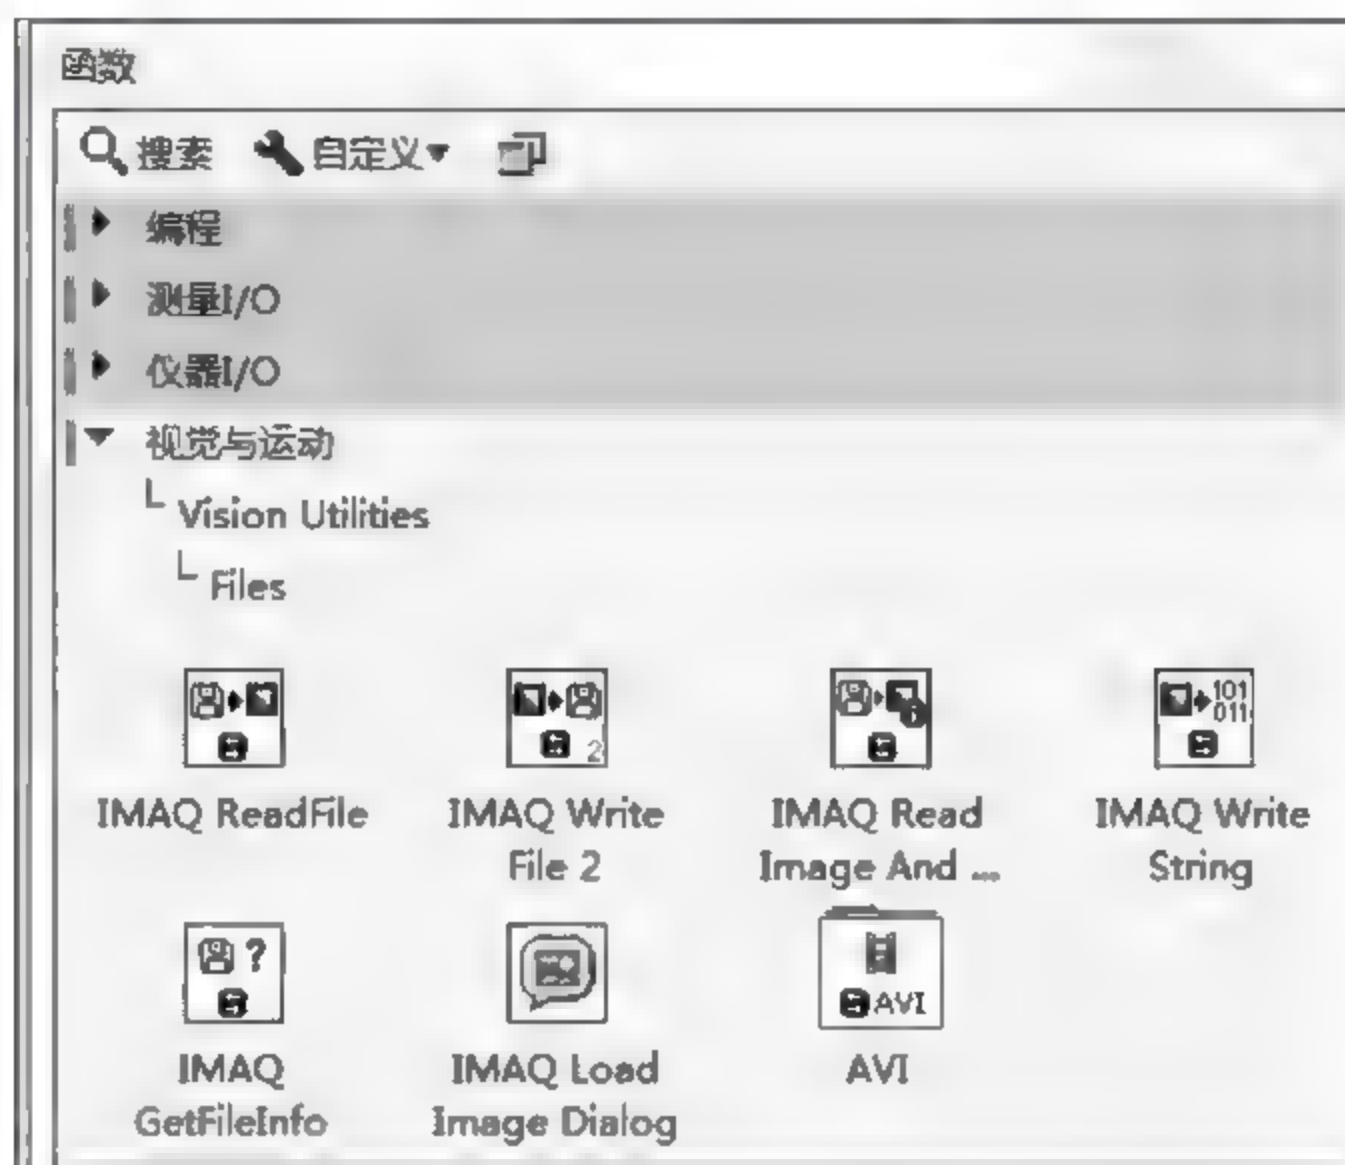 函数
搜索 自定义
编程
测量I/O
仪器I/O
视觉与运动
Vision Utilities
Files
2 101
011
IMAQ ReadFile IMAQ Write IMAQ Read IMAQ Write
File 2 Image And ... String
? AVI
IMAQ IMAQ Load AVI
GetFileInfo Image Dialog